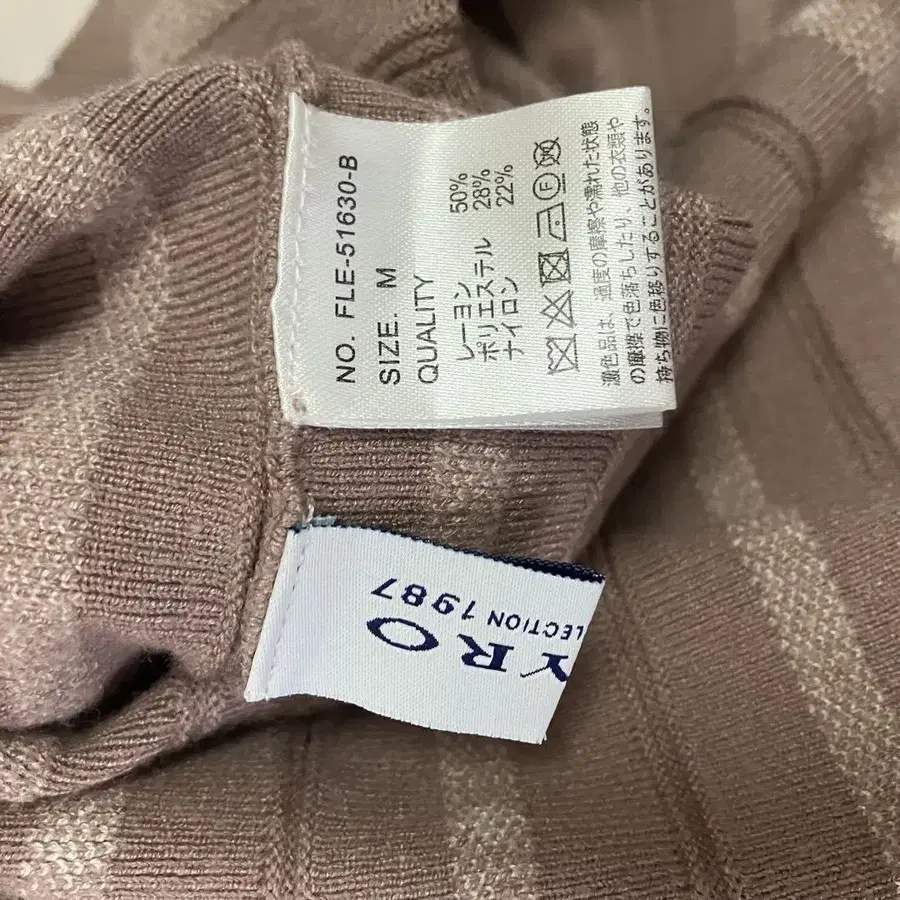 NO. FLE-51630-B
SIZE. M
QUALITY
レーヨン 50%
ポリエステル 28%
ナイロン 22%
濃色品は、過度の摩擦や濡れた状態
の摩擦で色落ちしたり、他の衣類や
持ち物に色移りすることがあります。
YRO
LECTION 1987